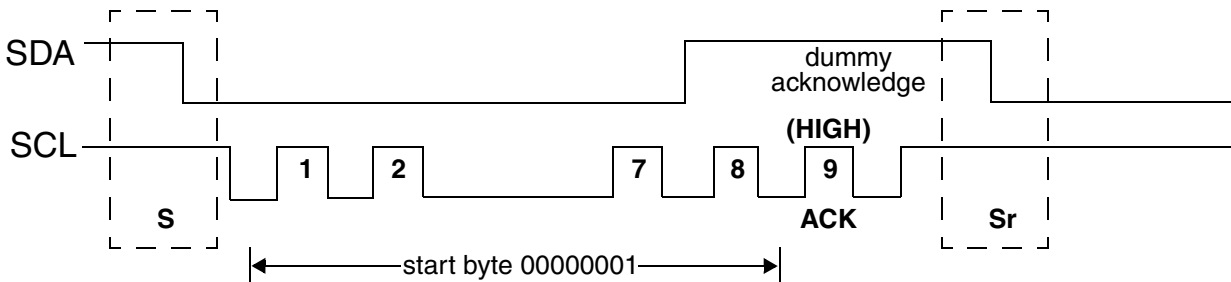 SDA
dummy
acknowledge
(HIGH)
SCL
1 2 7 8 9
S ACK Sr
start byte 00000001